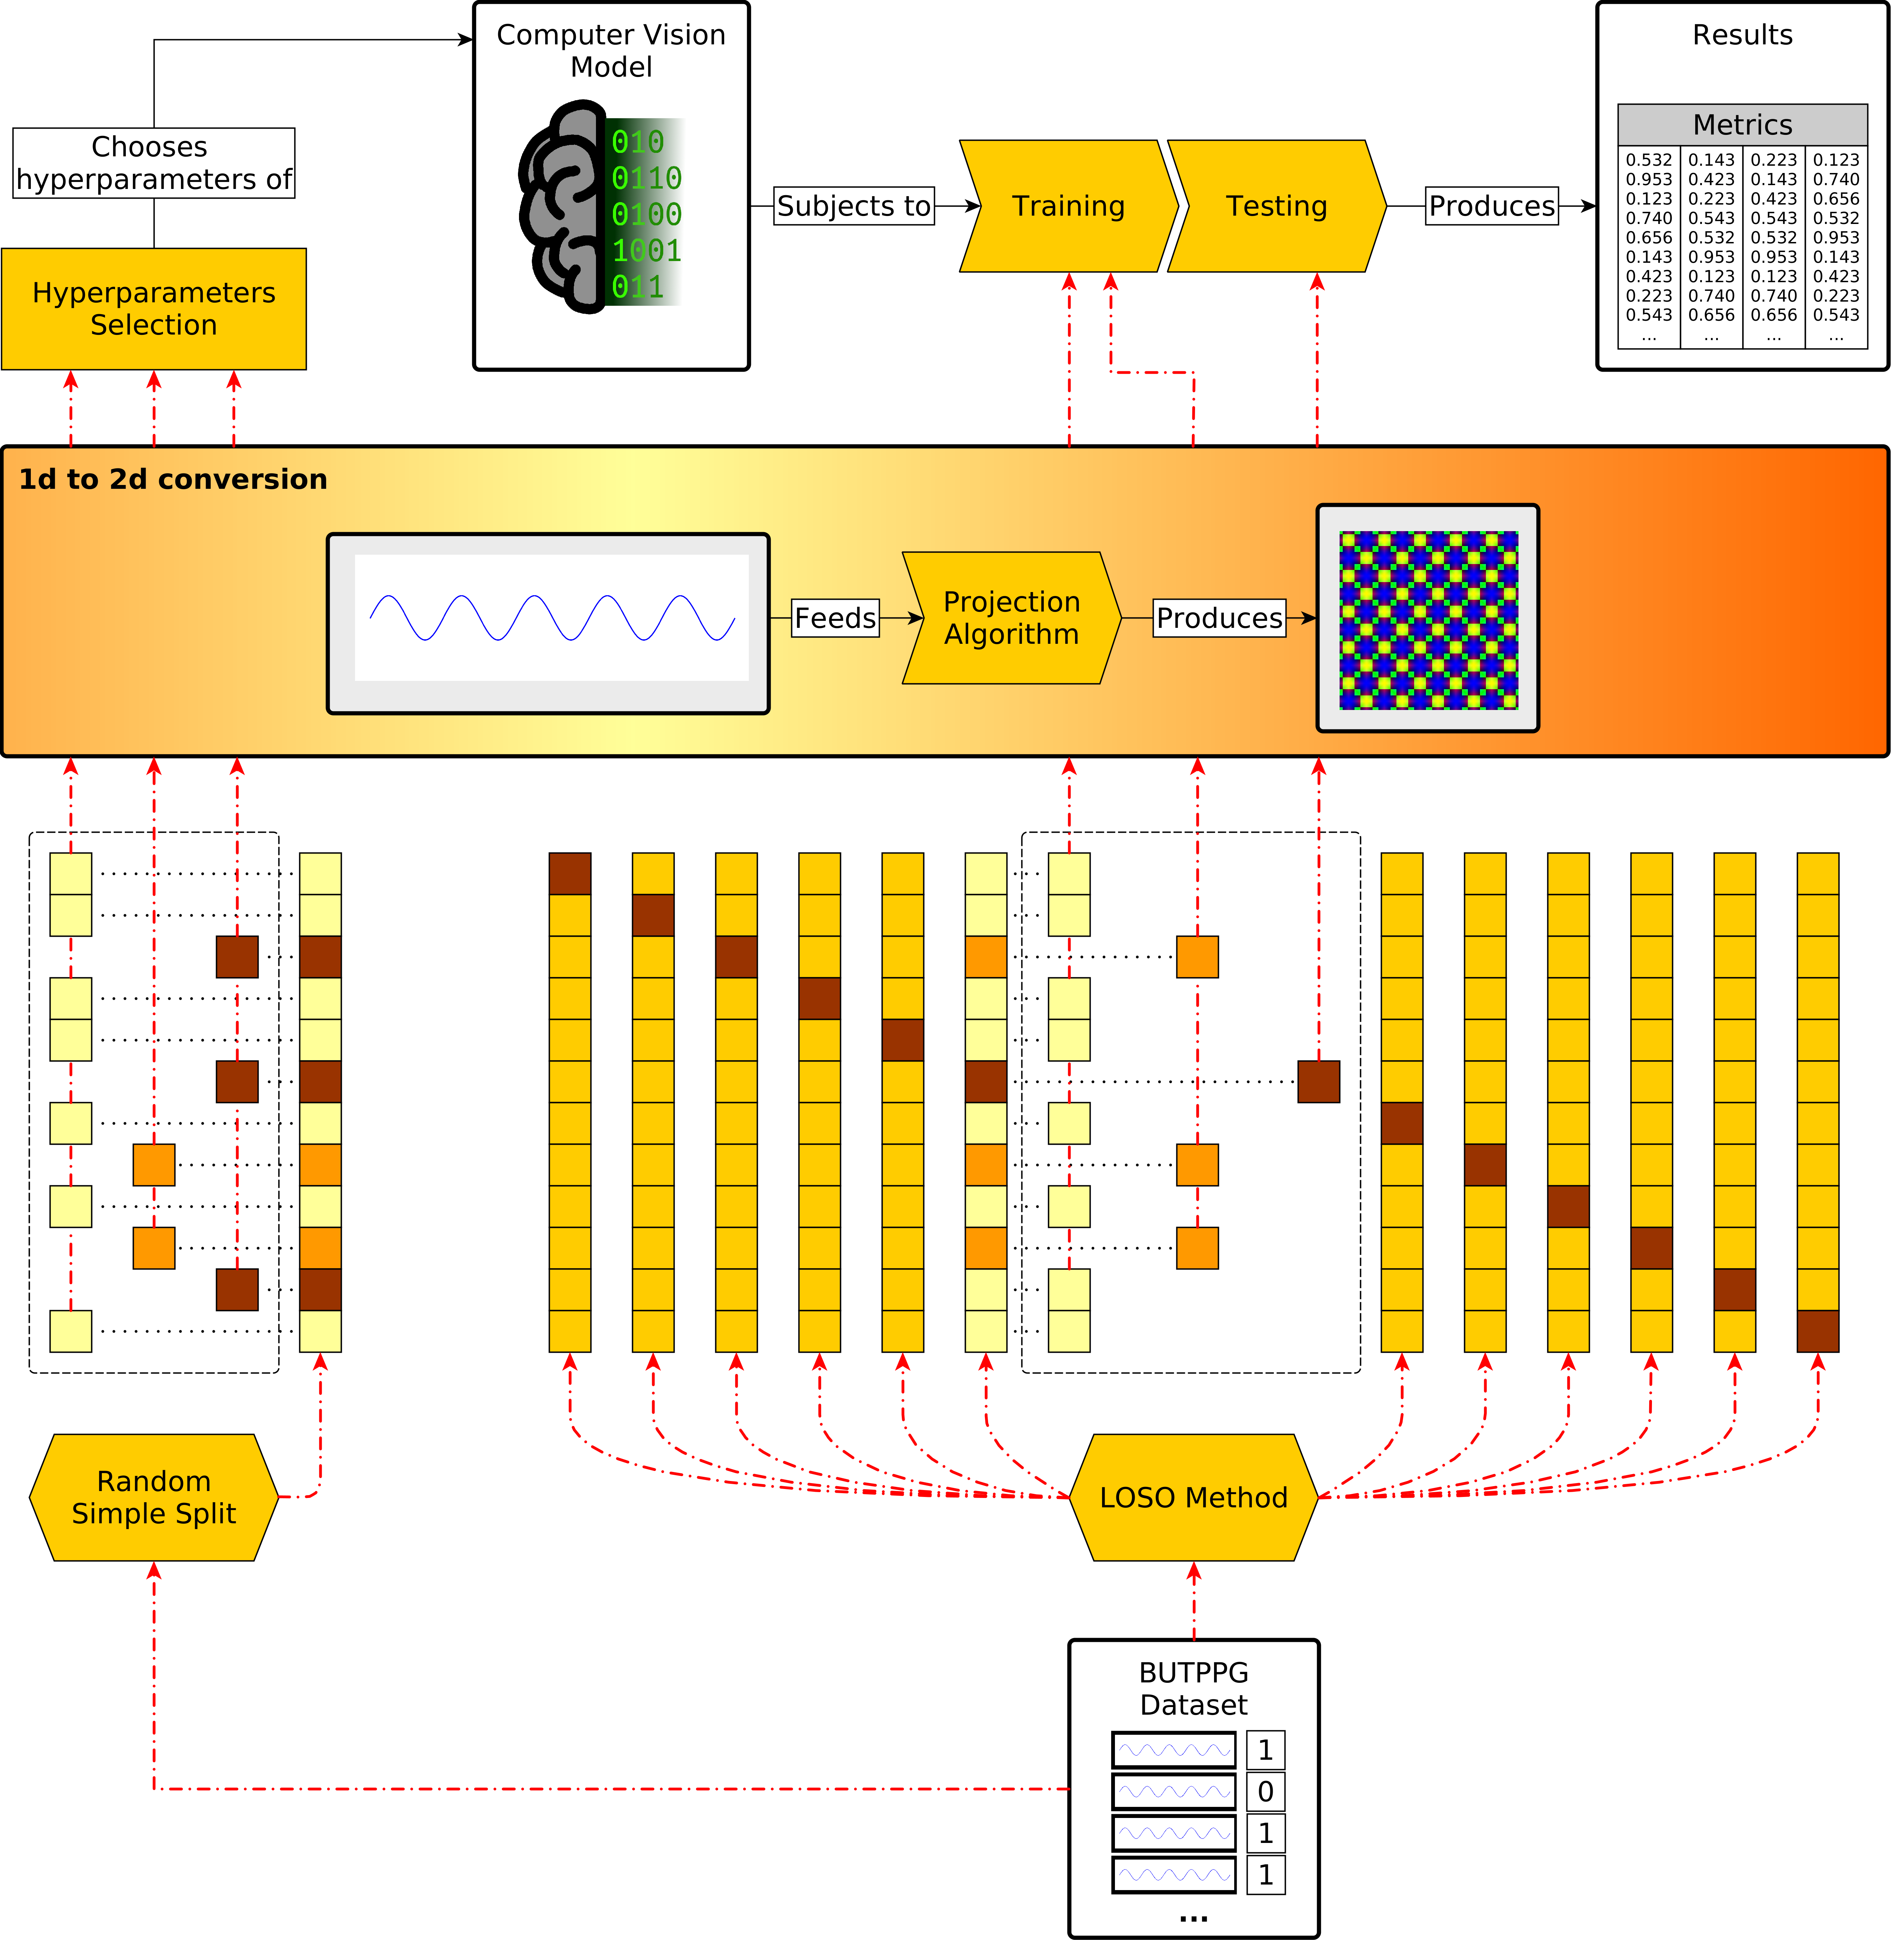 Computer Vision
Model
010
0110
0100
1001
011
Results
Metrics
0.532 0.143 0.223 0.123
0.953 0.423 0.143 0.740
0.123 0.223 0.423 0.656
0.740 0.543 0.543 0.532
0.656 0.532 0.532 0.953
0.143 0.953 0.953 0.143
0.423 0.123 0.123 0.423
0.223 0.740 0.740 0.223
0.543 0.656 0.656 0.543
... ... ... ...
Chooses
hyperparameters of
Subjects to
Training
Testing
Produces
Hyperparameters
Selection
1d to 2d conversion
Feeds
Projection
Algorithm
Produces
Random
Simple Split
LOSO Method
BUTPPG
Dataset
1
0
1
1
...